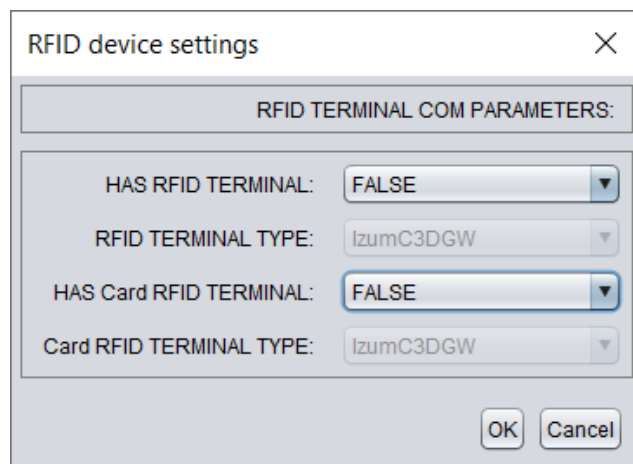 RFID device settings
RFID TERMINAL COM PARAMETERS:
HAS RFID TERMINAL: FALSE
RFID TERMINAL TYPE: IzumC3DGW
HAS Card RFID TERMINAL: FALSE
Card RFID TERMINAL TYPE: IzumC3DGW
OK Cancel